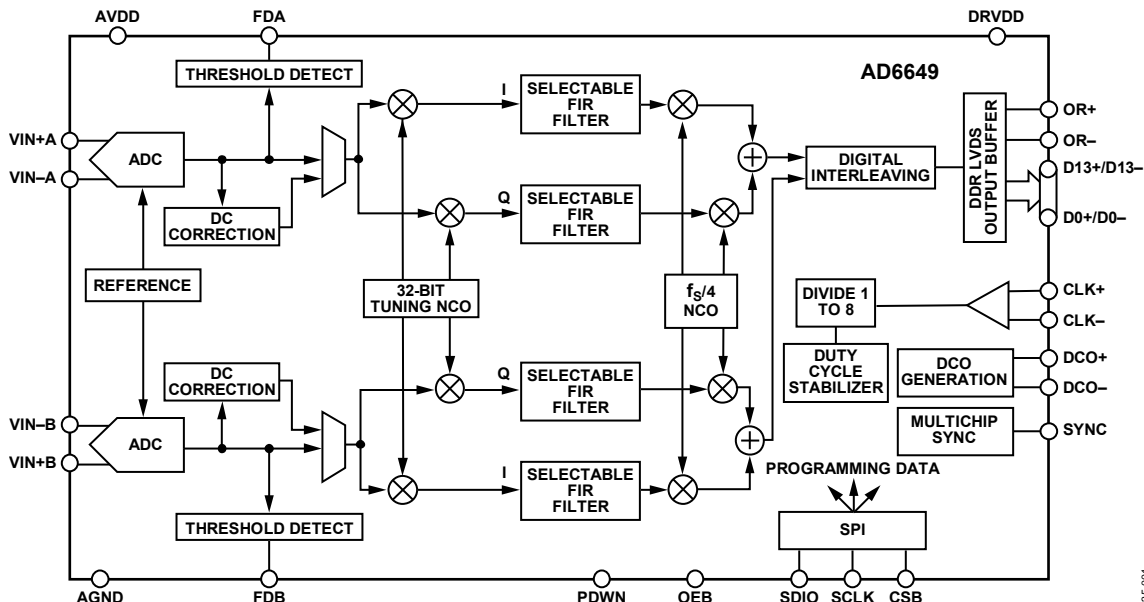 AVDD
FDA
DRVDD
THRESHOLD DETECT
AD6649
VIN+A
VIN–A
ADC
I
SELECTABLE
FIR
FILTER
DIGITAL
INTERLEAVING
DDR LVDS
OUTPUT BUFFER
OR+
OR–
D13+/D13–
D0+/D0–
DC
CORRECTION
Q
SELECTABLE
FIR
FILTER
REFERENCE
32-BIT
TUNING NCO
fS/4
NCO
DIVIDE 1
TO 8
CLK+
CLK–
DUTY
CYCLE
STABILIZER
DCO
GENERATION
DCO+
DCO–
DC
CORRECTION
Q
SELECTABLE
FIR
FILTER
VIN–B
VIN+B
ADC
MULTICHIP
SYNC
SYNC
I
SELECTABLE
FIR
FILTER
PROGRAMMING DATA
THRESHOLD DETECT
SPI
AGND
FDB
PDWN
OEB
SDIO
SCLK
CSB